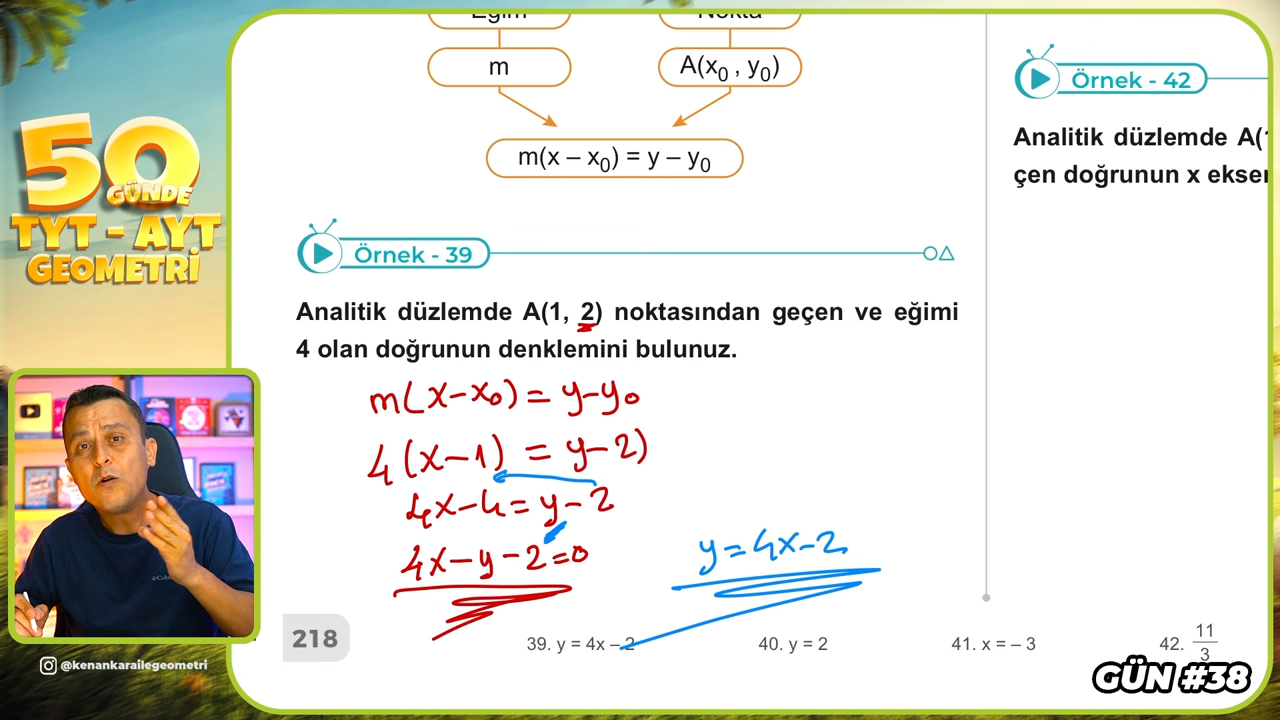 50
GÜNDE
TYT - AYT
GEOMETRİ
Eğim
Nokta
m
A(x₀ , y₀)
m(x – x₀) = y – y₀
Örnek - 39
Analitik düzlemde A(1, 2) noktasından geçen ve eğimi
4 olan doğrunun denklemini bulunuz.
m(x-x₀) = y-y₀
4(x-1) = y-2)
4x-4 = y-2
4x-y-2=0
y=4x-2
218
39. y = 4x – 2
40. y = 2
41. x = – 3
42. 11/3
Örnek - 42
Analitik düzlemde A(1
çen doğrunun x ekse
@kenankarailegeometri
GÜN #38